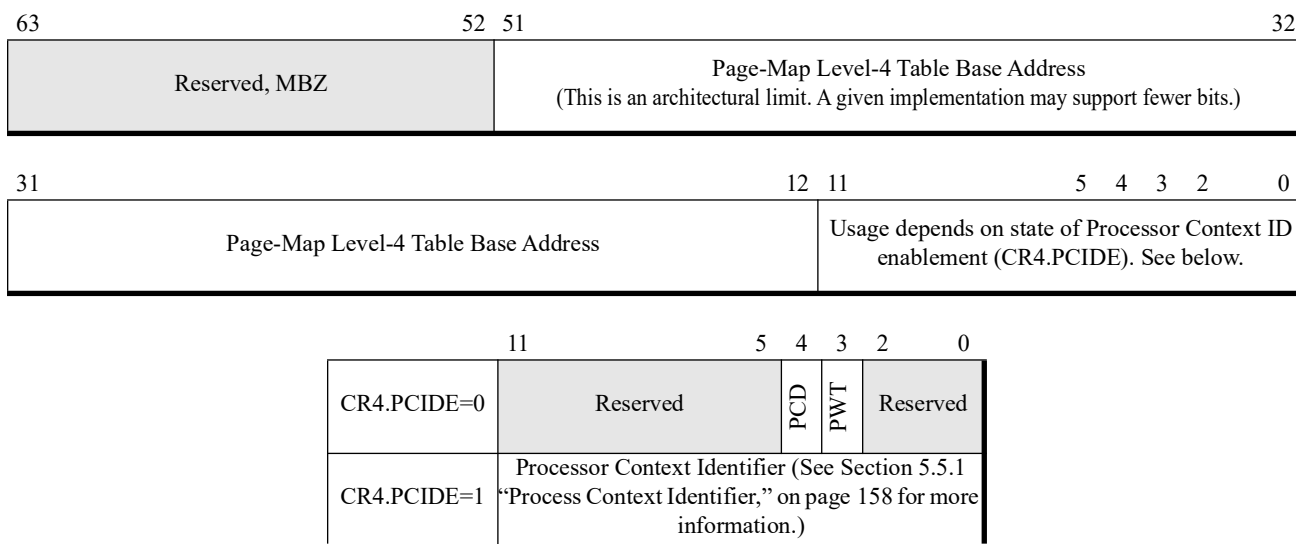 63 52 51 32
Reserved, MBZ
Page-Map Level-4 Table Base Address
(This is an architectural limit. A given implementation may support fewer bits.)
31 12 11 5 4 3 2 0
Page-Map Level-4 Table Base Address
Usage depends on state of Processor Context ID
enablement (CR4.PCIDE). See below.
11 5 4 3 2 0
CR4.PCIDE=0 Reserved PCD PWT Reserved
CR4.PCIDE=1
Processor Context Identifier (See Section 5.5.1
“Process Context Identifier,” on page 158 for more
information.)